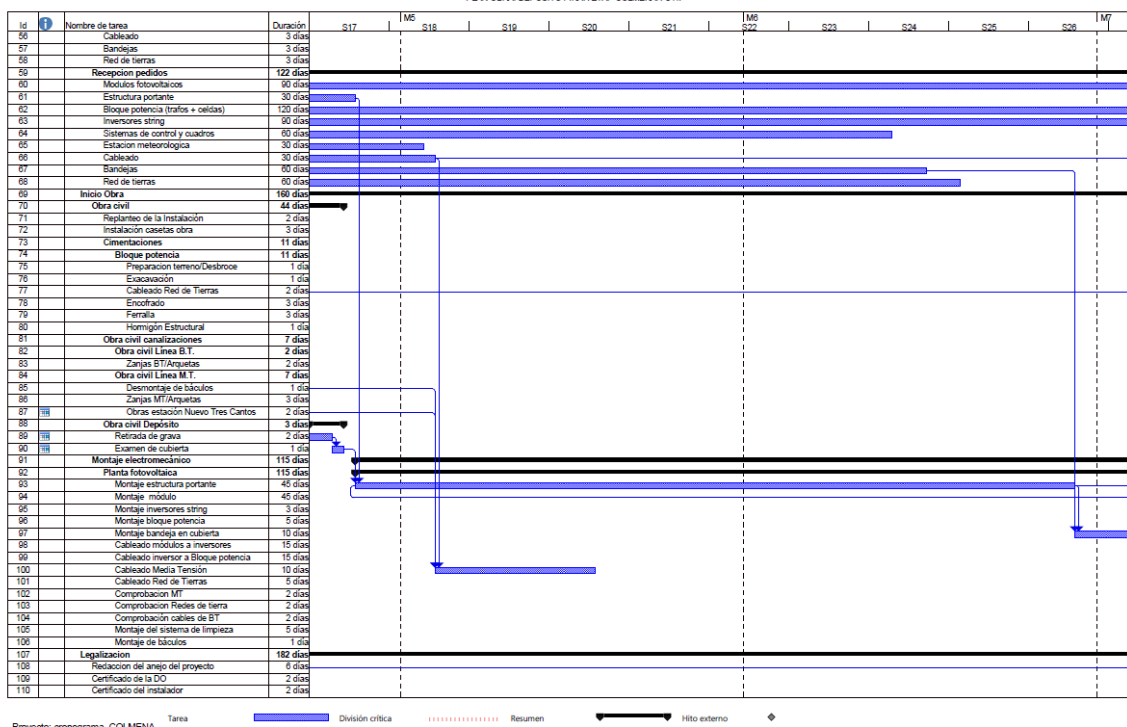 M5 M6 M7
Id Nombre de tarea Duración S17 S18 S19 S20 S21 S22 S23 S24 S25 S26
56 Cableado 3 días
57 Bandejas 3 días
58 Red de tierras 3 días
59 Recepcion pedidos 122 días
60 Modulos fotovoltaicos 90 días
61 Estructura portante 30 días
62 Bloque potencia (trafos + celdas) 120 días
63 Inversores string 90 días
64 Sistemas de control y cuadros 60 días
65 Estacion meteorologica 30 días
66 Cableado 30 días
67 Bandejas 60 días
68 Red de tierras 60 días
69 Inicio Obra 160 días
70 Obra civil 44 días
71 Replanteo de la Instalación 2 días
72 Instalación casetas obra 3 días
73 Cimentaciones 11 días
74 Bloque potencia 11 días
75 Preparacion terreno/Desbroce 1 día
76 Exacavación 1 día
77 Cableado Red de Tierras 2 días
78 Encofrado 3 días
79 Ferralla 3 días
80 Hormigón Estructural 1 día
81 Obra civil canalizaciones 7 días
82 Obra civil Línea B.T. 2 días
83 Zanjas BT/Arquetas 2 días
84 Obra civil Línea M.T. 7 días
85 Desmontaje de báculos 1 día
86 Zanjas MT/Arquetas 3 días
87 Obras estación Nuevo Tres Cantos 2 días
88 Obra civil Depósito 3 días
89 Retirada de grava 2 días
90 Examen de cubierta 1 día
91 Montaje electromecánico 115 días
92 Planta fotovoltaica 115 días
93 Montaje estructura portante 45 días
94 Montaje módulo 45 días
95 Montaje inversores string 3 días
96 Montaje bloque potencia 5 días
97 Montaje bandeja en cubierta 10 días
98 Cableado módulos a inversores 15 días
99 Cableado inversor a Bloque potencia 15 días
100 Cableado Media Tensión 10 días
101 Cableado Red de Tierras 5 días
102 Comprobacion MT 2 días
103 Comprobacion Redes de tierra 2 días
104 Comprobación cables de BT 2 días
105 Montaje del sistema de limpieza 5 días
106 Montaje de báculos 1 día
107 Legalizacion 182 días
108 Redaccion del anejo del proyecto 6 días
109 Certificado de la DO 2 días
110 Certificado del instalador 2 días
Proyecto: cronograma COLMENA Tarea División crítica Resumen Hito externo